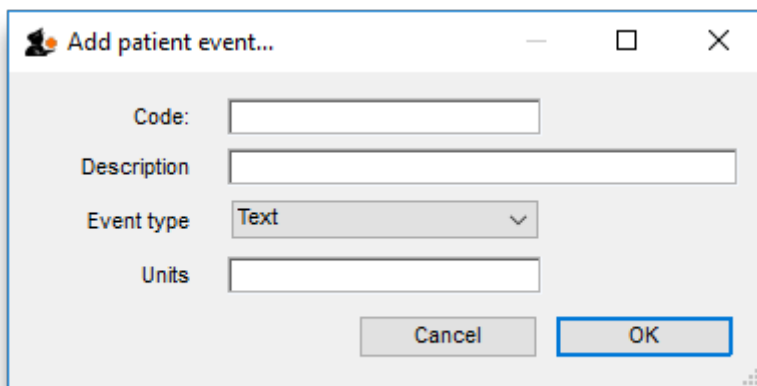 Add patient event...
Code:
Description
Event type Text
Units
Cancel OK